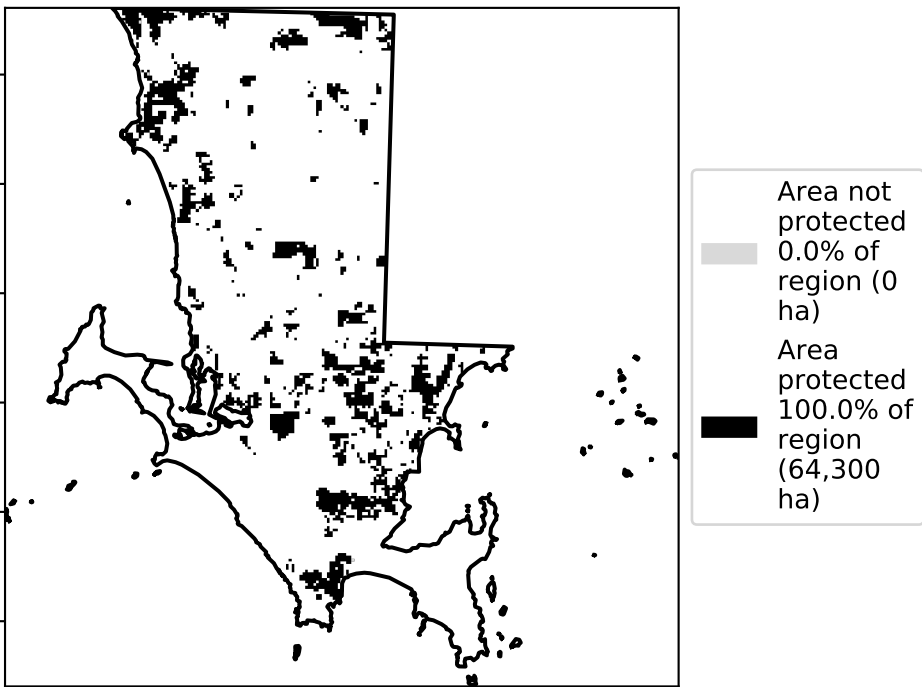 Area not
protected
0.0% of
region (0
ha)
Area
protected
100.0% of
region
(64,300
ha)